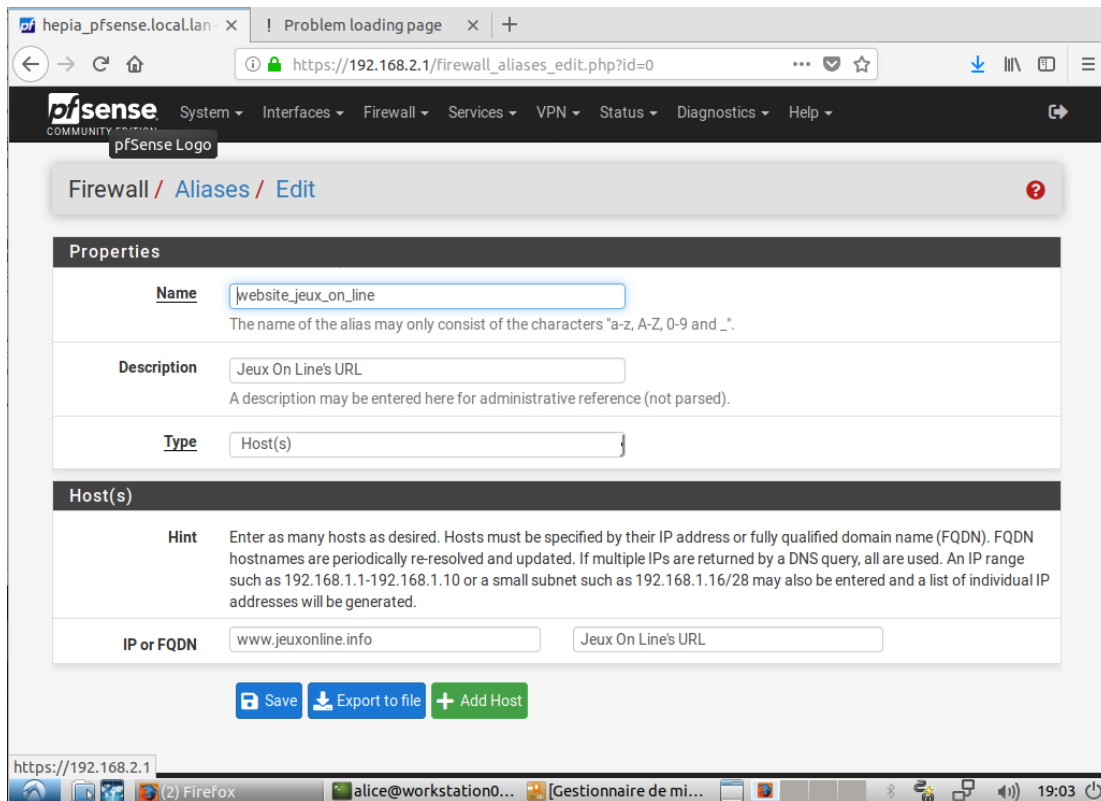 hepia_pfsense.local.lan -
! Problem loading page
https://192.168.2.1/firewall_aliases_edit.php?id=0
pfsense
COMMUNITY EDITION
System Interfaces Firewall Services VPN Status Diagnostics Help
pfSense Logo
Firewall / Aliases / Edit
Properties
Name
website_jeux_on_line
The name of the alias may only consist of the characters "a-z, A-Z, 0-9 and _".
Description
Jeux On Line's URL
A description may be entered here for administrative reference (not parsed).
Type
Host(s)
Host(s)
Hint
Enter as many hosts as desired. Hosts must be specified by their IP address or fully qualified domain name (FQDN). FQDN
hostnames are periodically re-resolved and updated. If multiple IPs are returned by a DNS query, all are used. An IP range
such as 192.168.1.1-192.168.1.10 or a small subnet such as 192.168.1.16/28 may also be entered and a list of individual IP
addresses will be generated.
IP or FQDN
www.jeuxonline.info
Jeux On Line's URL
Save
Export to file
Add Host
https://192.168.2.1
(2) Firefox
alice@workstation0...
[Gestionnaire de mi...
19:03